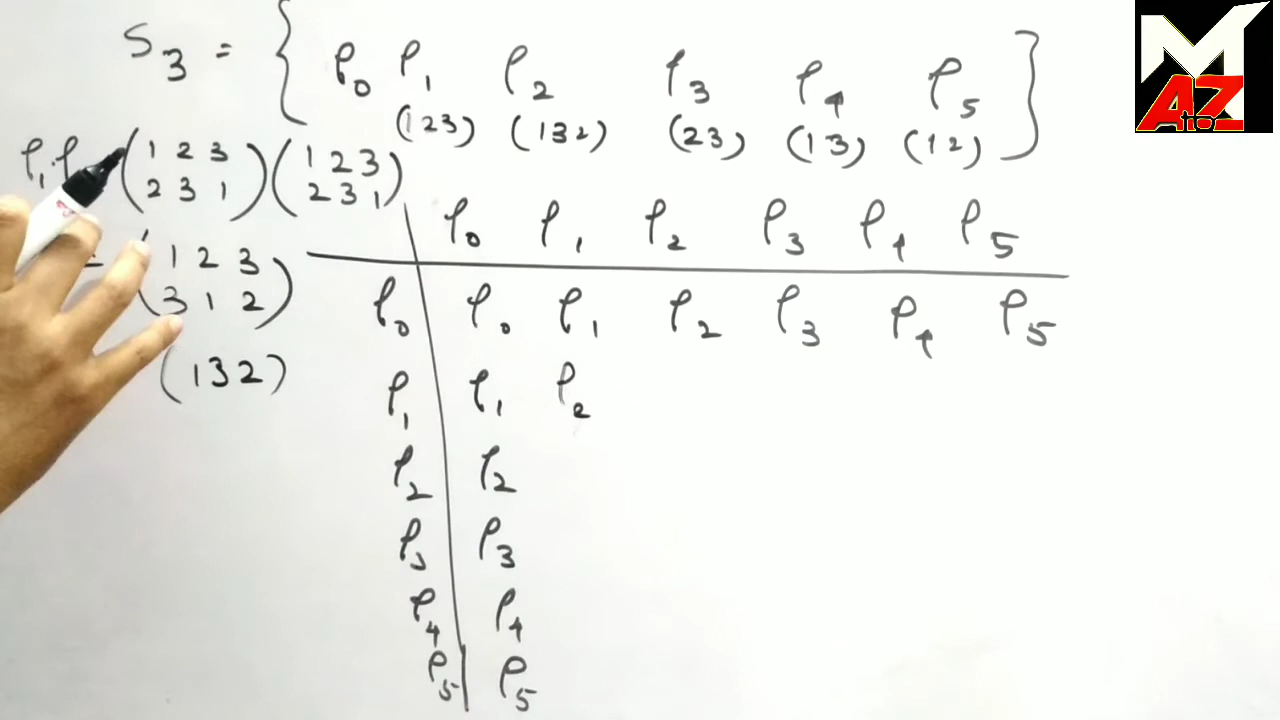 S₃ = { ρ₀ ρ₁ ρ₂ ρ₃ ρ₄ ρ₅ }
(123) (132) (23) (13) (12)
ρ₁.ρ (1 2 3) (1 2 3)
(2 3 1) (2 3 1)
= (1 2 3)
(3 1 2)
(132)
ρ₀ ρ₁ ρ₂ ρ₃ ρ₄ ρ₅
ρ₀ ρ₀ ρ₁ ρ₂ ρ₃ ρ₄ ρ₅
ρ₁ ρ₁ ρ₂
ρ₂ ρ₂
ρ₃ ρ₃
ρ₄ ρ₄
ρ₅ ρ₅
M
AtoZ